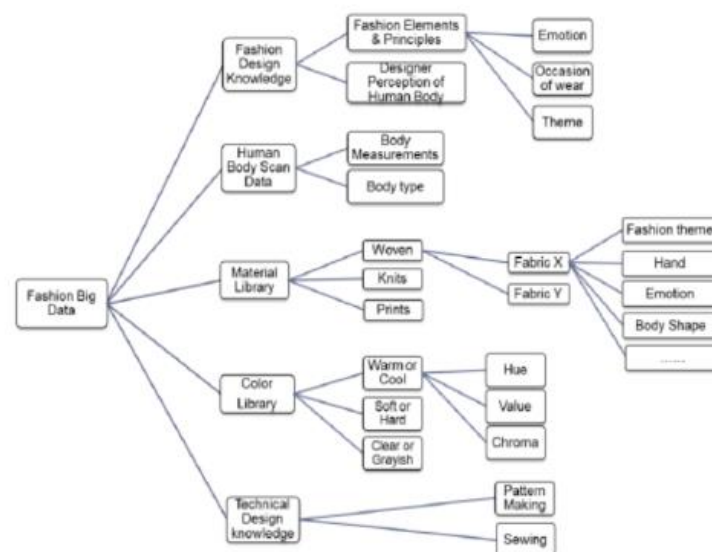 Fashion
Design
Knowledge
Fashion Elements
& Principles
Designer
Perception of
Human Body
Emotion
Occasion
of wear
Theme
Human
Body Scan
Data
Body
Measurements
Body type
Fashion Big
Data
Material
Library
Woven
Knits
Prints
Fabric X
Fabric Y
Fashion theme
Hand
Emotion
Body Shape
......
Color
Library
Warm or
Cool
Soft or
Hard
Clear or
Grayish
Hue
Value
Chroma
Technical
Design
knowledge
Pattern
Making
Sewing